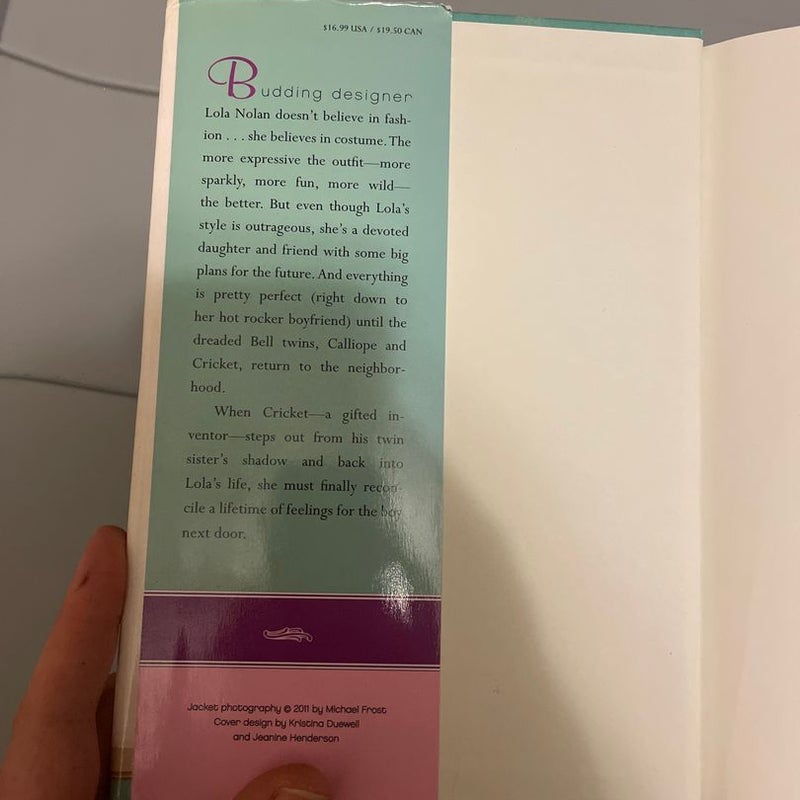 $16.99 USA / $19.50 CAN
Budding designer
Lola Nolan doesn't believe in fash-
ion . . . she believes in costume. The
more expressive the outfit—more
sparkly, more fun, more wild—
the better. But even though Lola's
style is outrageous, she's a devoted
daughter and friend with some big
plans for the future. And everything
is pretty perfect (right down to
her hot rocker boyfriend) until the
dreaded Bell twins, Calliope and
Cricket, return to the neighbor-
hood.
When Cricket—a gifted in-
ventor—steps out from his twin
sister's shadow and back into
Lola's life, she must finally recon-
cile a lifetime of feelings for the boy
next door.
Jacket photography © 2011 by Michael Frost
Cover design by Kristina Duewell
and Jeanine Henderson